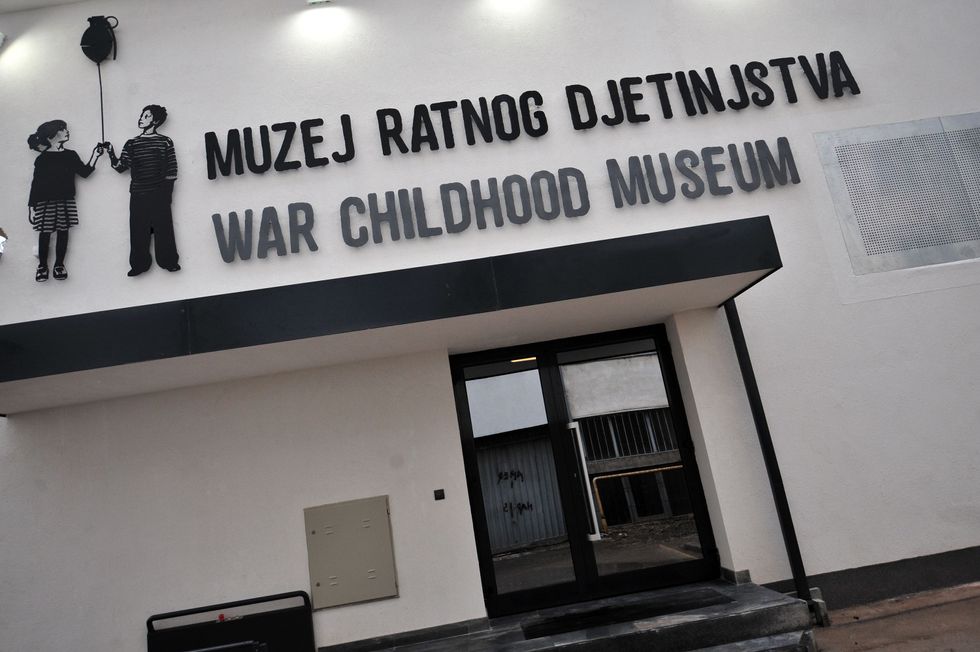 MUZEJ RATNOG DJETINJSTVA
WAR CHILDHOOD MUSEUM